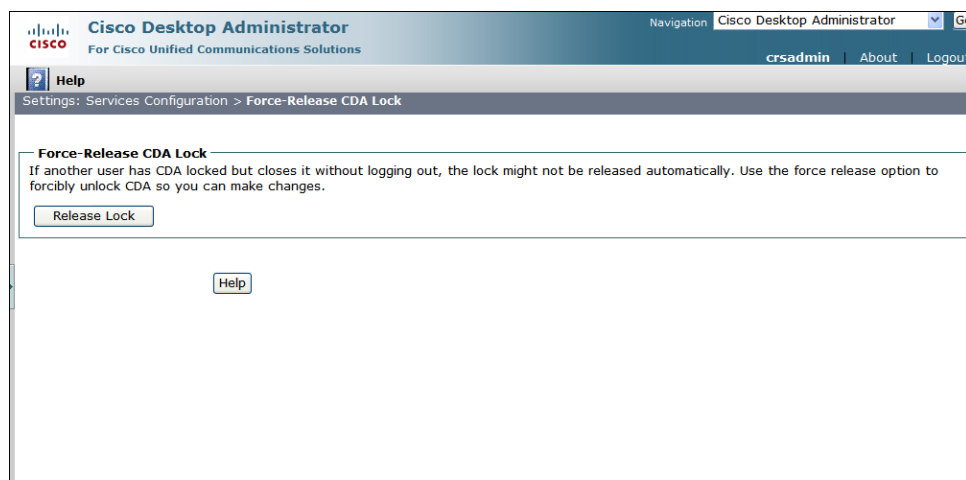 CISCO
Cisco Desktop Administrator
For Cisco Unified Communications Solutions
Navigation Cisco Desktop Administrator
crsadmin | About | Logout
? Help
Settings: Services Configuration > Force-Release CDA Lock
Force-Release CDA Lock
If another user has CDA locked but closes it without logging out, the lock might not be released automatically. Use the force release option to
forcibly unlock CDA so you can make changes.
Release Lock
Help